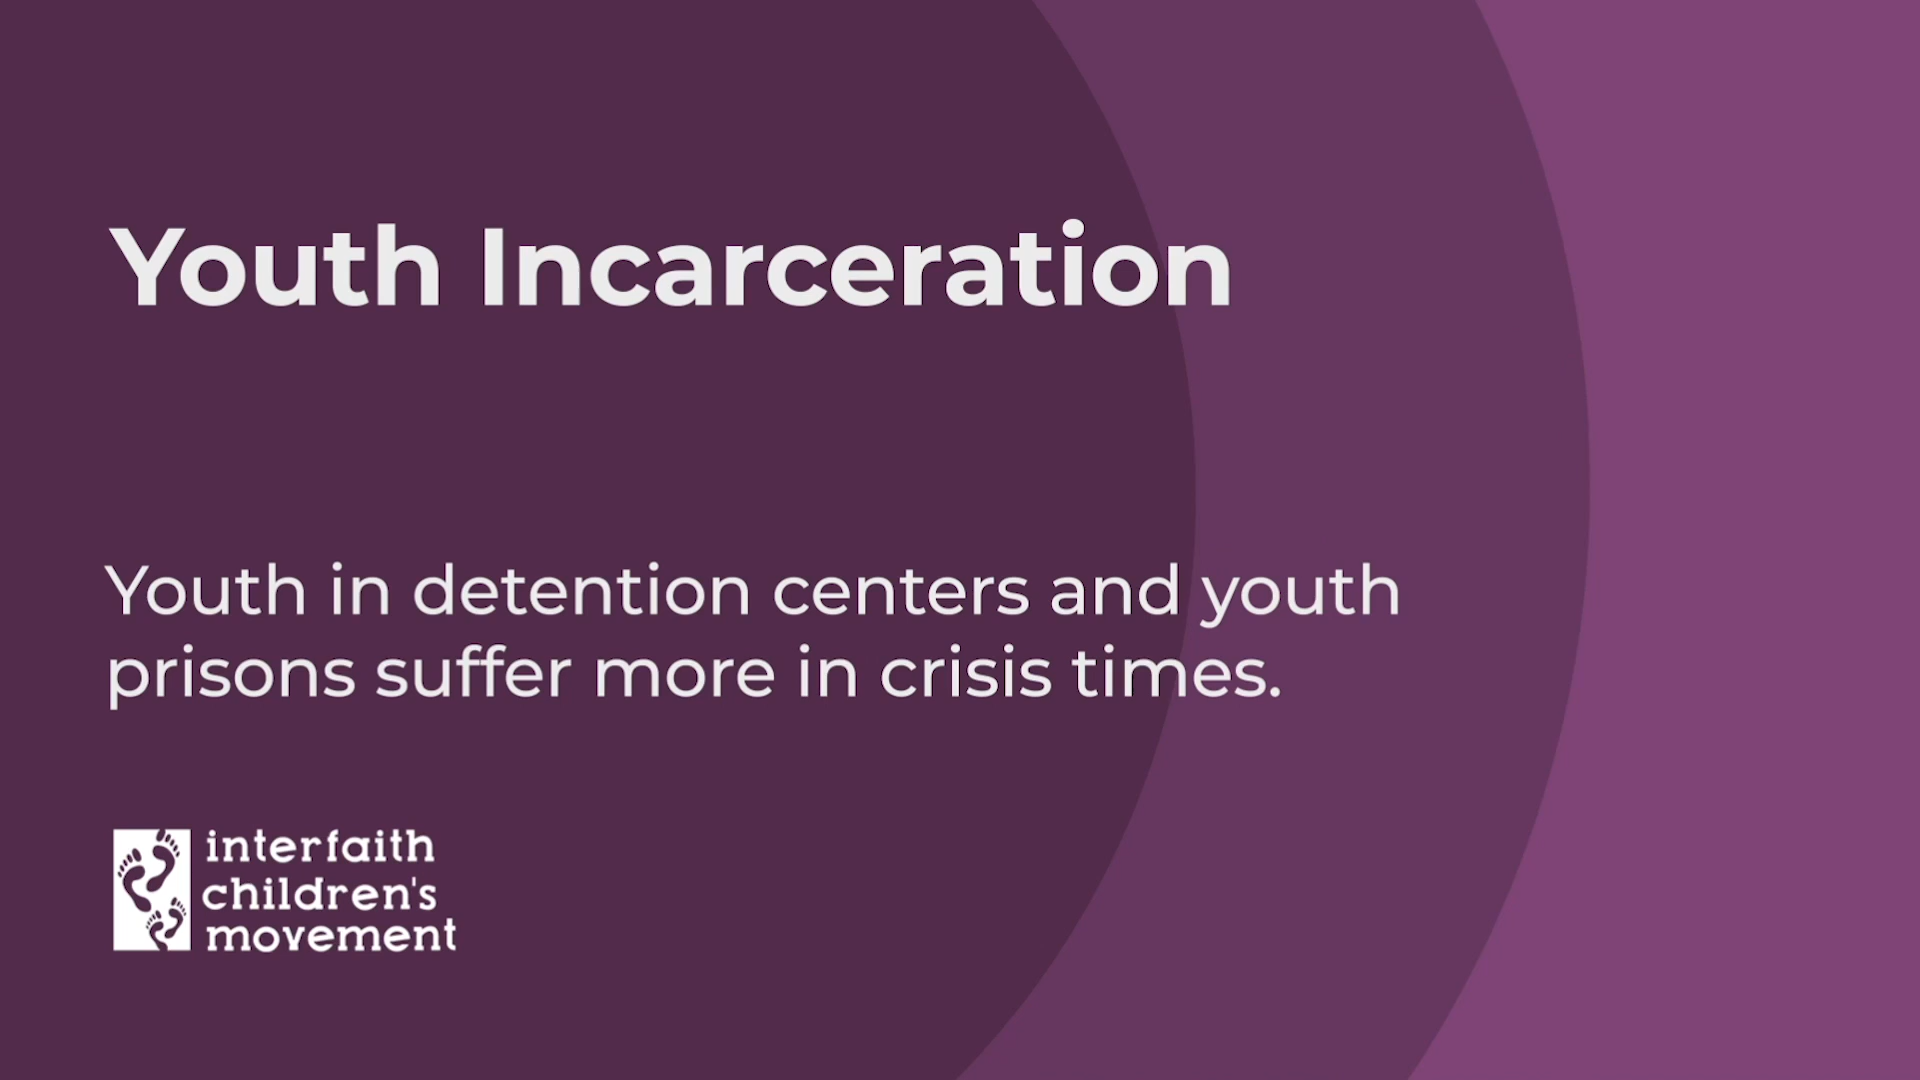 Youth Incarceration
Youth in detention centers and youth
prisons suffer more in crisis times.
interfaith
children's
movement